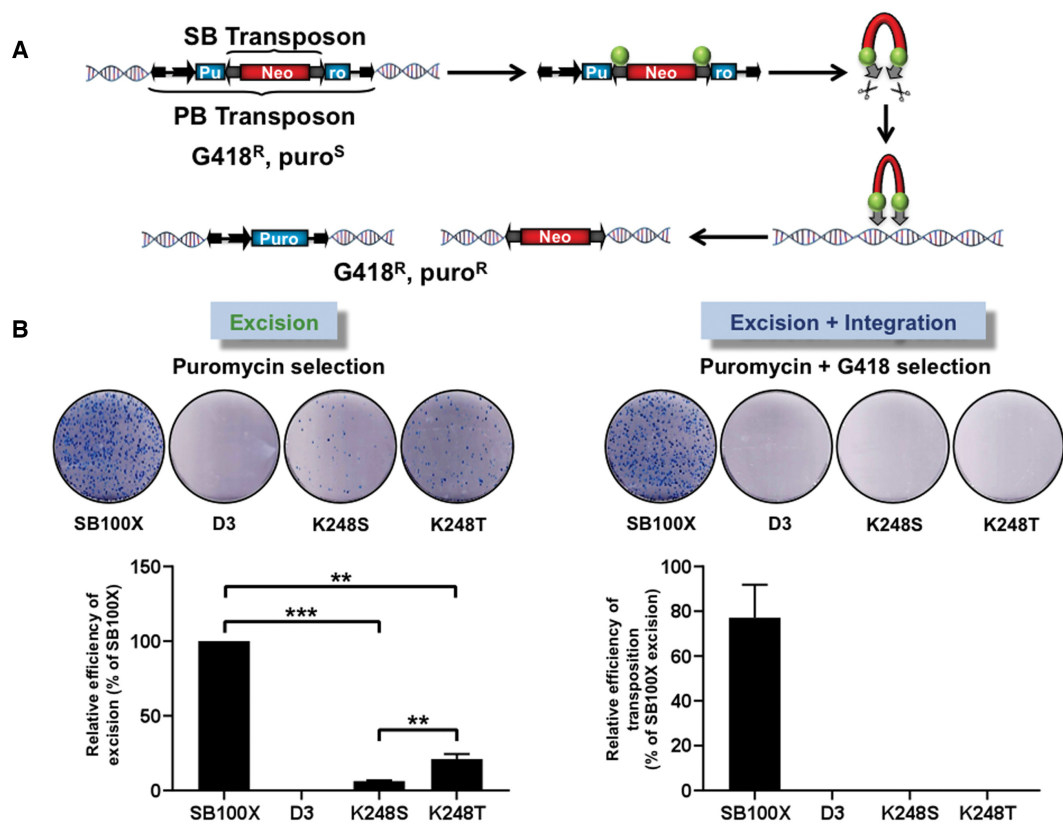 A
SB Transposon
Pu Neo ro
Pu Neo ro
PB Transposon
G418R, puroS
Puro
Neo
G418R, puroR
B
Excision
Puromycin selection
SB100X D3 K248S K248T
Relative efficiency of
excision (% of SB100X)
150
100
50
0
**
***
**
SB100X D3 K248S K248T
Excision + Integration
Puromycin + G418 selection
SB100X D3 K248S K248T
Relative efficiency of
transposition
(% of SB100X excision)
100
80
60
40
20
0
SB100X D3 K248S K248T